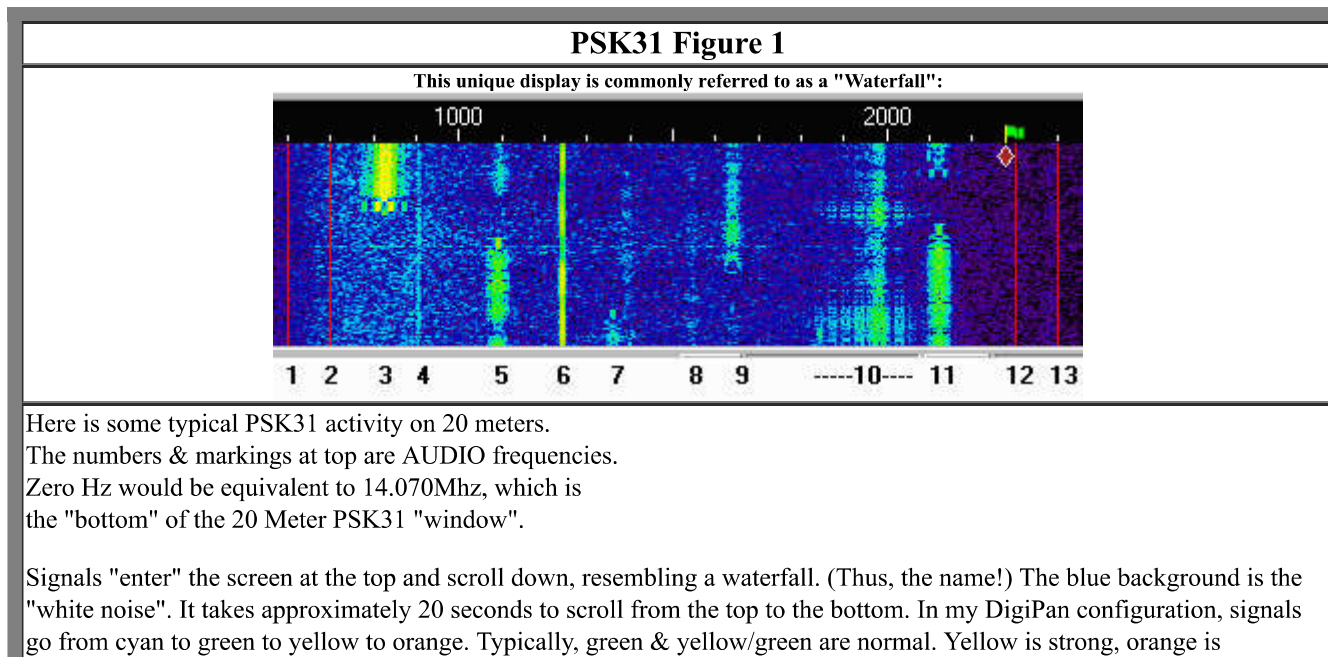 PSK31 Figure 1
This unique display is commonly referred to as a "Waterfall":
1000 2000
1 2 3 4 5 6 7 8 9 -----10---- 11 12 13
Here is some typical PSK31 activity on 20 meters.
The numbers & markings at top are AUDIO frequencies.
Zero Hz would be equivalent to 14.070Mhz, which is
the "bottom" of the 20 Meter PSK31 "window".
Signals "enter" the screen at the top and scroll down, resembling a waterfall. (Thus, the name!) The blue background is the
"white noise". It takes approximately 20 seconds to scroll from the top to the bottom. In my DigiPan configuration, signals
go from cyan to green to yellow to orange. Typically, green & yellow/green are normal. Yellow is strong, orange is